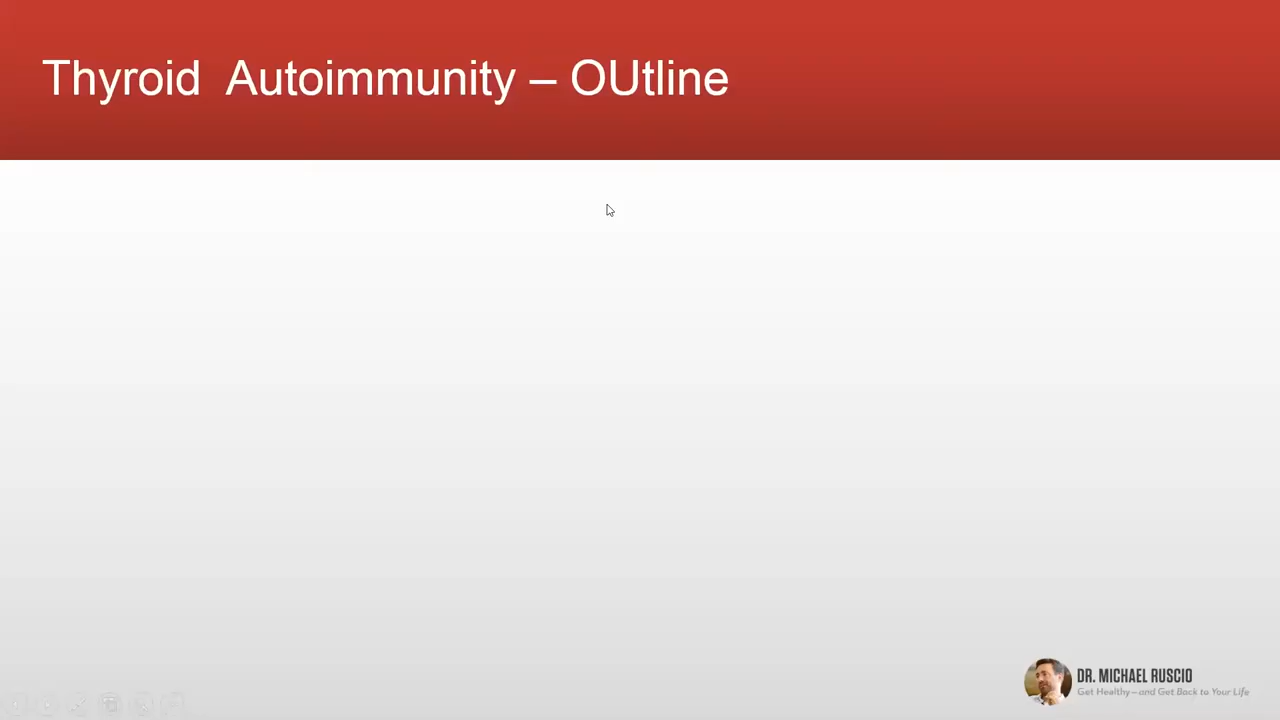 Thyroid  Autoimmunity – OUtline
DR. MICHAEL RUSCIO
Get Healthy – and Get Back to Your Life